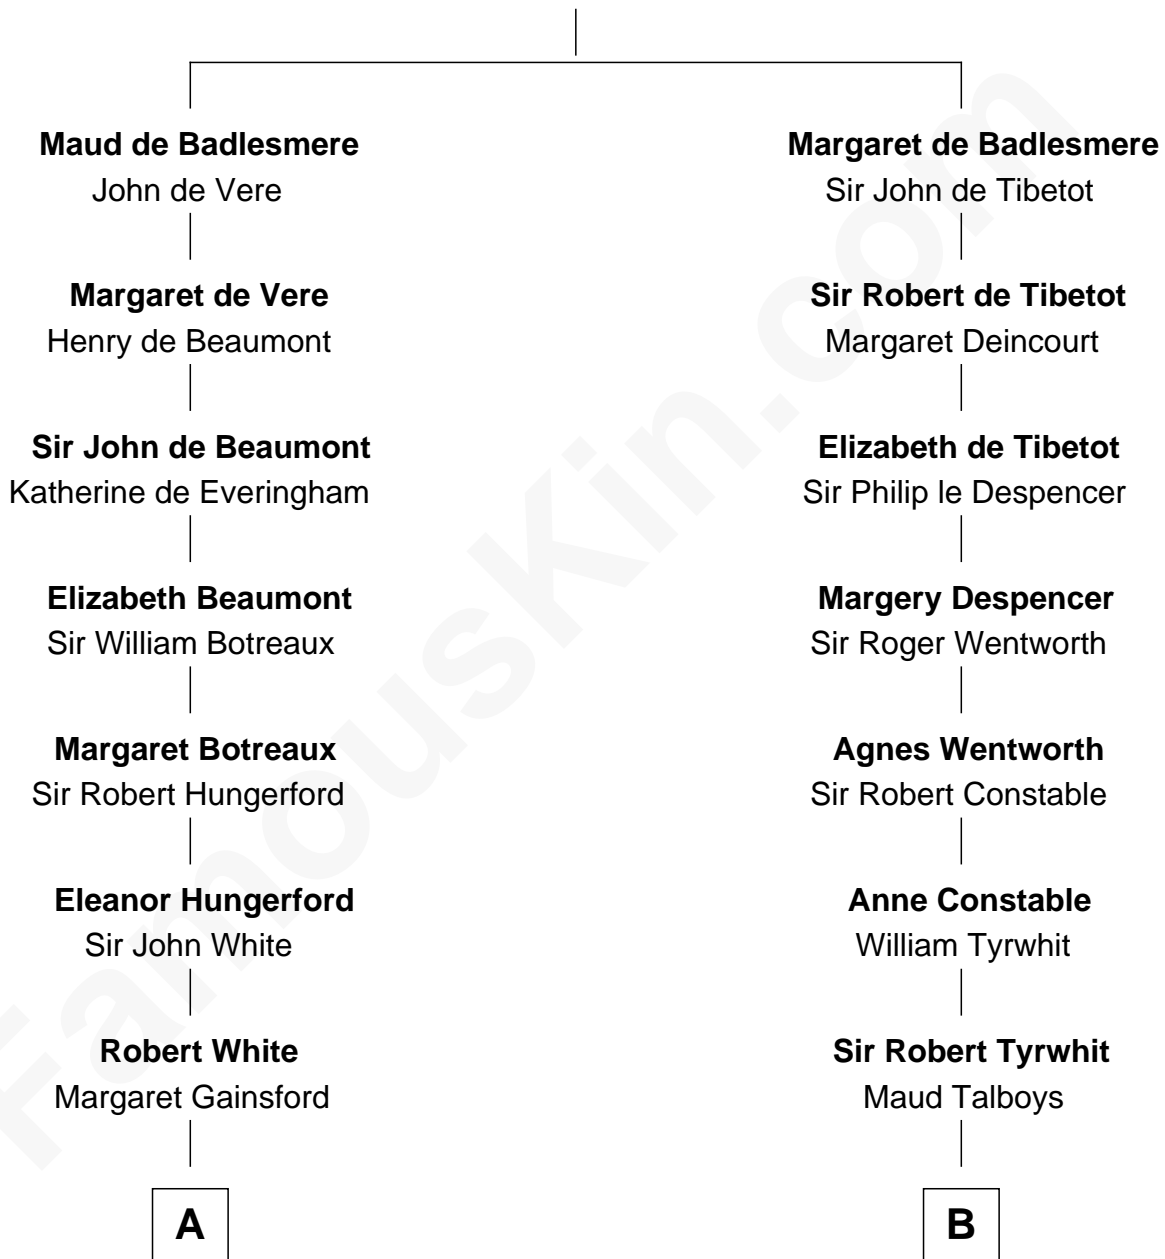 Maud de Badlesmere
John de Vere
Margaret de Vere
Henry de Beaumont
Sir John de Beaumont
Katherine de Everingham
Elizabeth Beaumont
Sir William Botreaux
Margaret Botreaux
Sir Robert Hungerford
Eleanor Hungerford
Sir John White
Robert White
Margaret Gainsford
A
Margaret de Badlesmere
Sir John de Tibetot
Sir Robert de Tibetot
Margaret Deincourt
Elizabeth de Tibetot
Sir Philip le Despencer
Margery Despencer
Sir Roger Wentworth
Agnes Wentworth
Sir Robert Constable
Anne Constable
William Tyrwhit
Sir Robert Tyrwhit
Maud Talboys
B
FamousKin.com